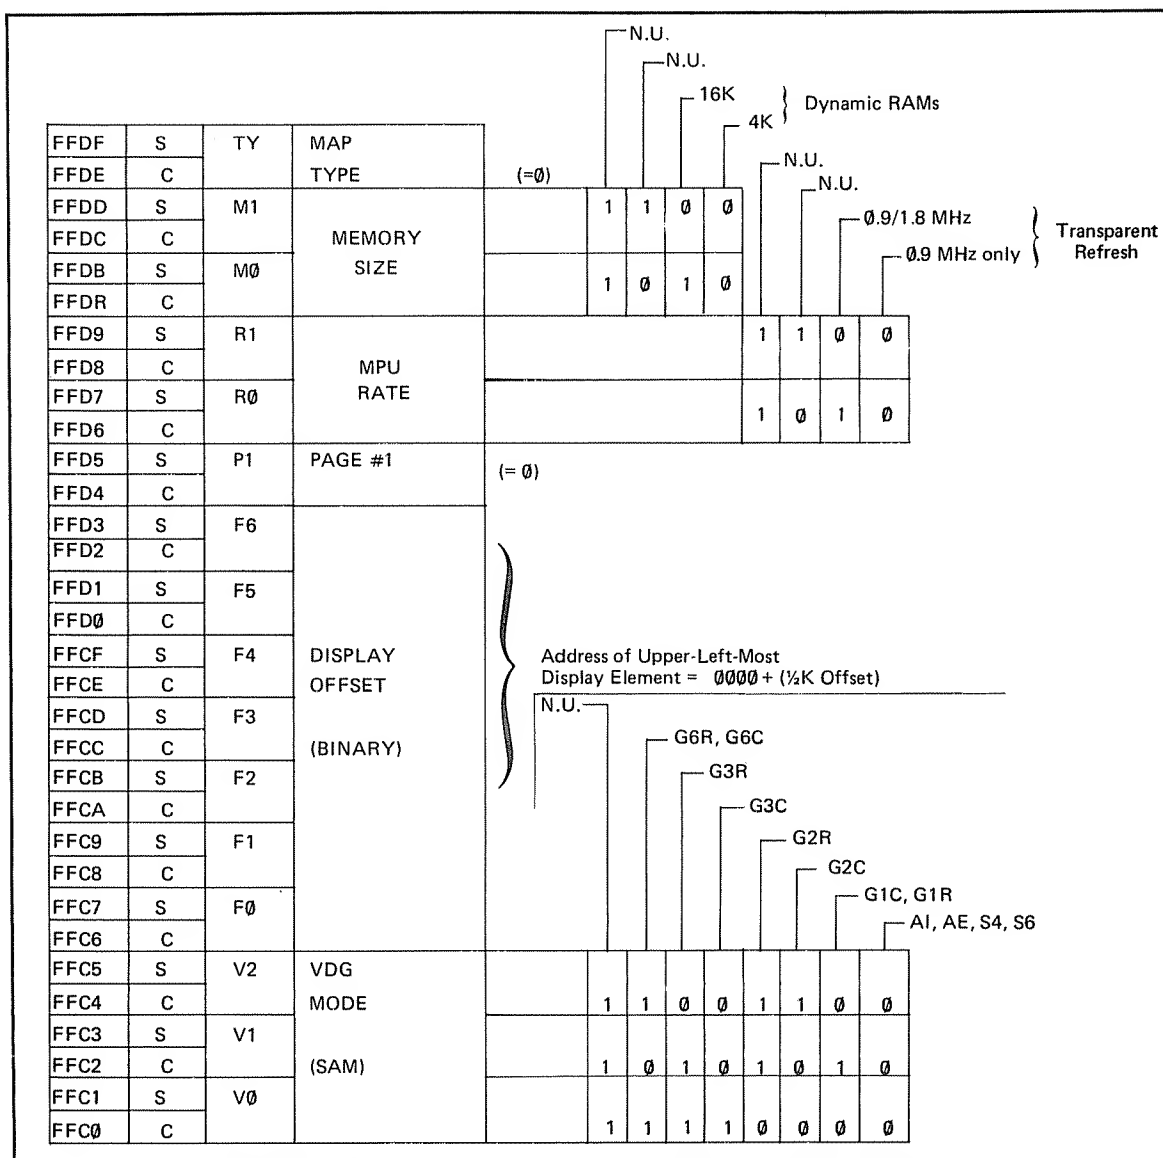 N.U.
N.U.
16K
4K
Dynamic RAMs
FFDF S TY MAP
FFDE C TYPE (=Ø)
N.U.
N.U.
FFDD S M1 1 1 Ø Ø
Ø.9/1.8 MHz
FFDC C MEMORY
Transparent
Refresh
Ø.9 MHz only
FFDB S MØ SIZE
1 Ø 1 Ø
FFDR C
FFD9 S R1 1 1 Ø Ø
FFD8 C MPU
FFD7 S RØ RATE
1 Ø 1 Ø
FFD6 C
FFD5 S P1 PAGE #1
(= Ø)
FFD4 C
FFD3 S F6
FFD2 C
FFD1 S F5
FFDØ C
FFCF S F4 DISPLAY
Address of Upper-Left-Most
FFCE C OFFSET
Display Element = ØØØØ + (½K Offset)
FFCD S F3
N.U.
FFCC C (BINARY)
G6R, G6C
FFCB S F2
G3R
FFCA C
G3C
FFC9 S F1
G2R
FFC8 C
G2C
FFC7 S FØ
G1C, G1R
FFC6 C
AI, AE, S4, S6
FFC5 S V2 VDG
FFC4 C MODE 1 1 Ø Ø 1 1 Ø Ø
FFC3 S V1
FFC2 C (SAM) 1 Ø 1 Ø 1 Ø 1 Ø
FFC1 S VØ
FFCØ C 1 1 1 1 Ø Ø Ø Ø